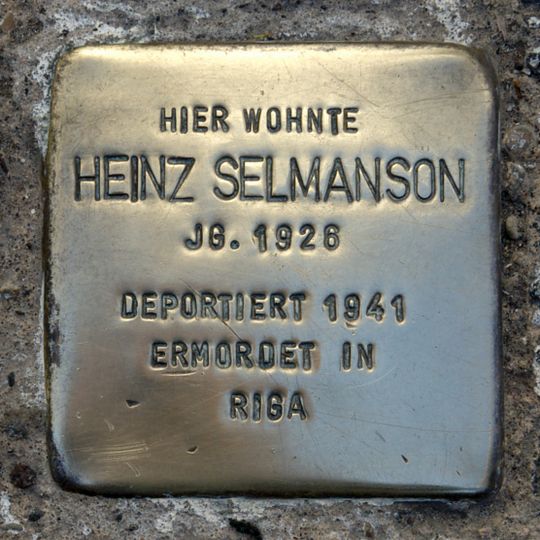 HIER WOHNTE
HEINZ SELMANSON
JG. 1926
DEPORTIERT 1941
ERMORDET IN
RIGA